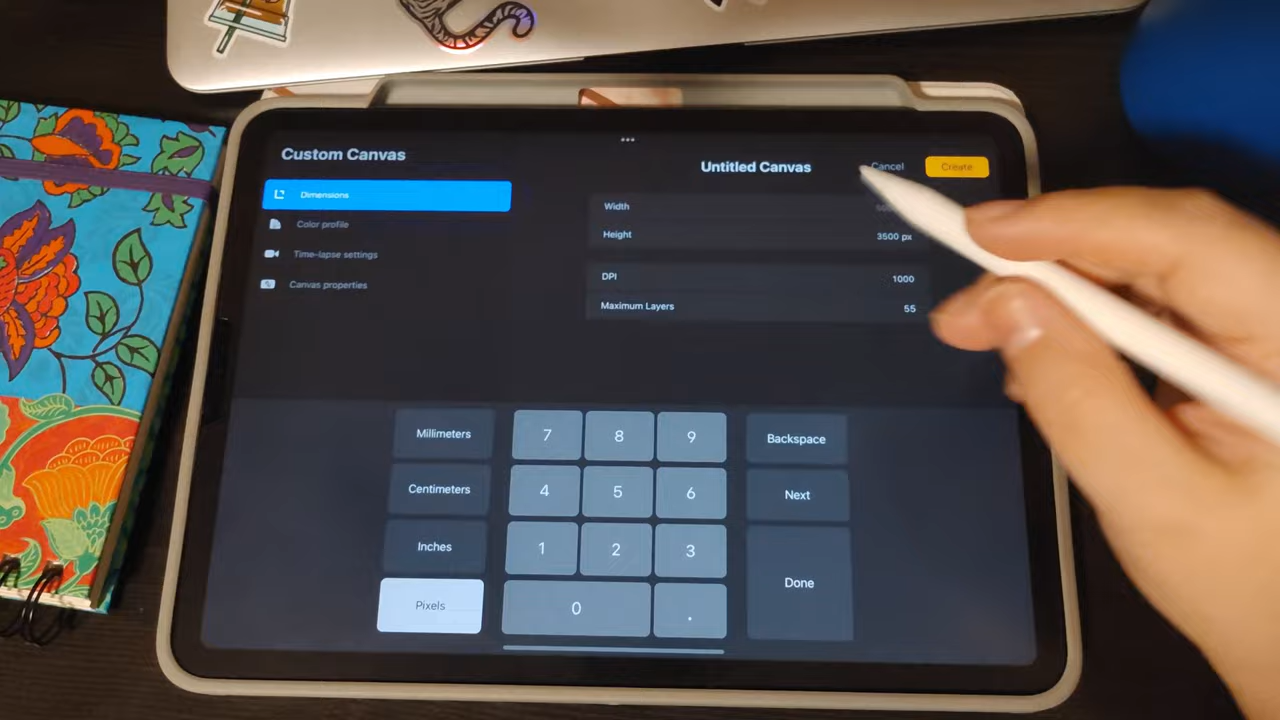 Custom Canvas
Untitled Canvas
Cancel
Create
Dimensions
Color profile
Time-lapse settings
Canvas properties
Width
Height
3500 px
DPI
1000
Maximum Layers
55
Millimeters
7
8
9
Backspace
Centimeters
4
5
6
Next
Inches
1
2
3
Done
Pixels
0
.